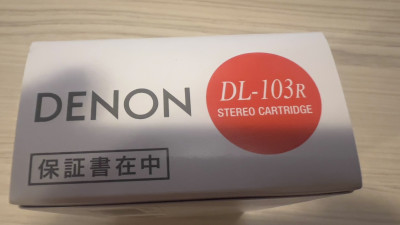 DENON
DL-103R
STEREO CARTRIDGE
保証書在中